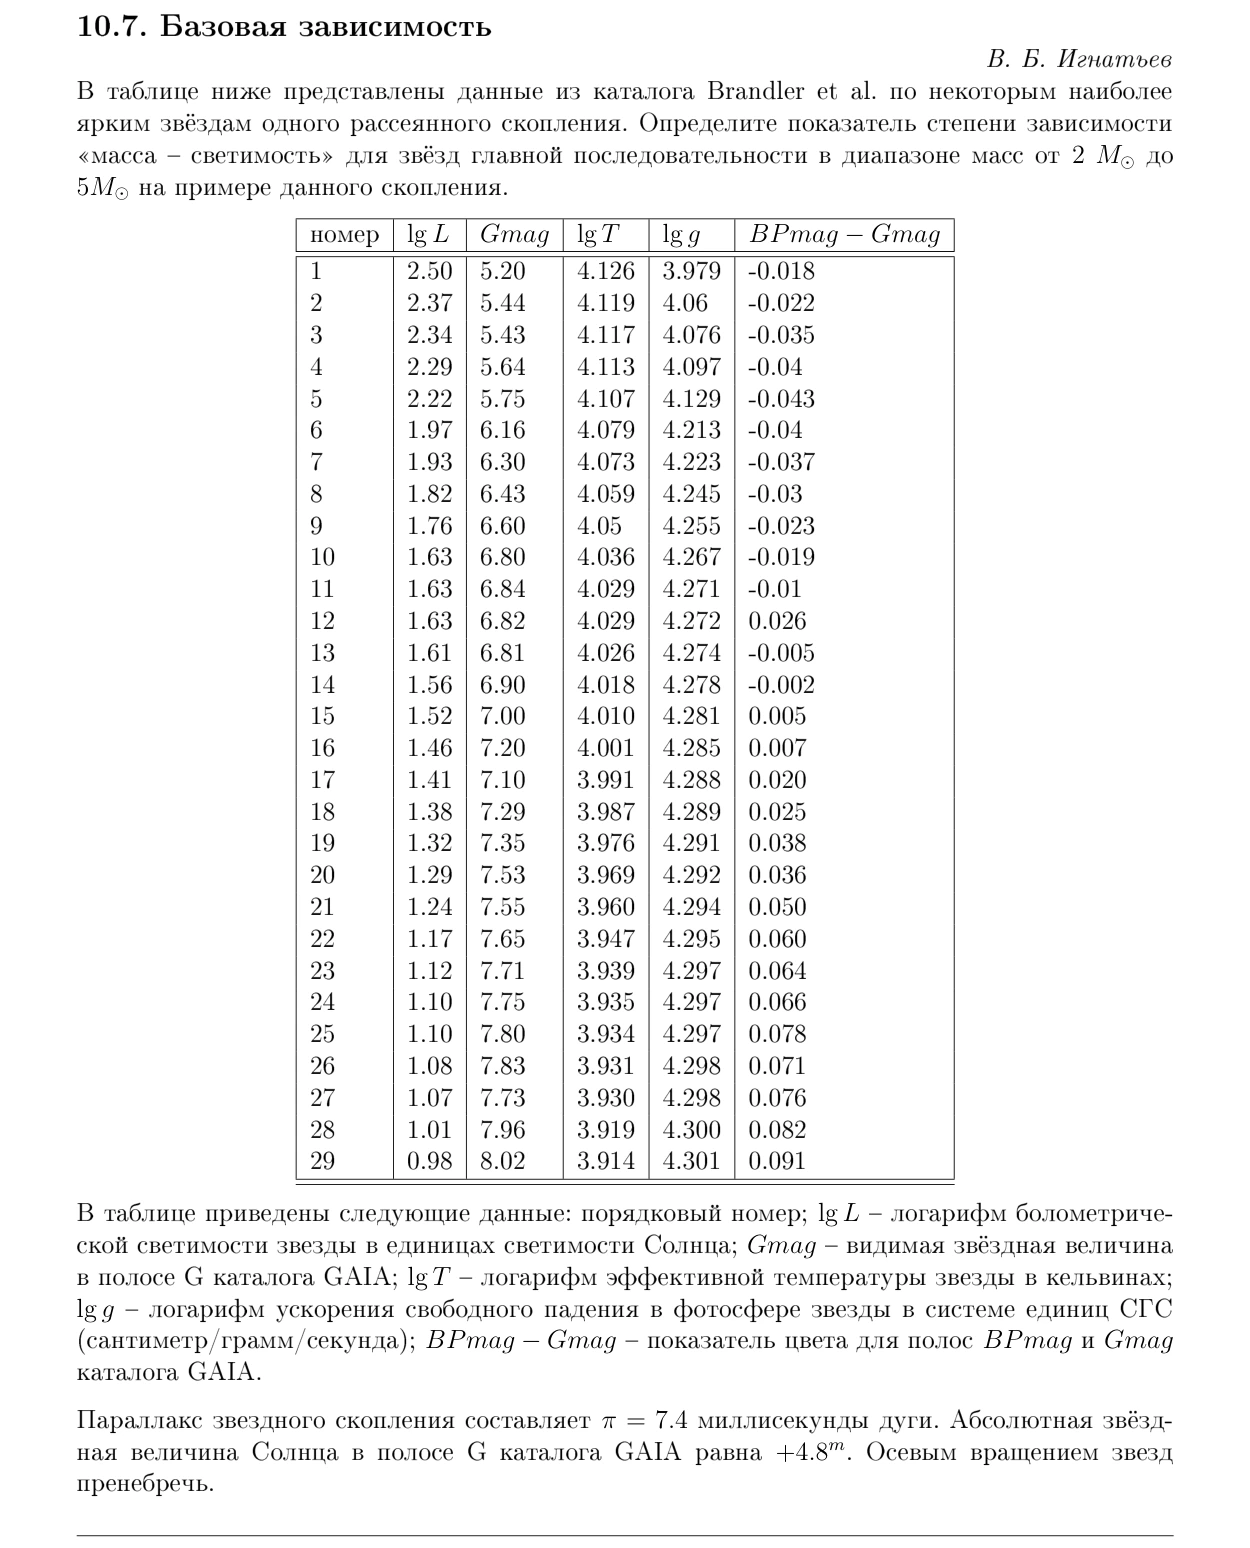 10.7. Базовая зависимость
В. Б. Игнатьев
В таблице ниже представлены данные из каталога Brandler et al. по некоторым наиболее
ярким звёздам одного рассеянного скопления. Определите показатель степени зависимости
«масса – светимость» для звёзд главной последовательности в диапазоне масс от 2 M⊙ до
5M⊙ на примере данного скопления.
номер lg L Gmag lg T lg g BPmag − Gmag
1 2.50 5.20 4.126 3.979 -0.018
2 2.37 5.44 4.119 4.06 -0.022
3 2.34 5.43 4.117 4.076 -0.035
4 2.29 5.64 4.113 4.097 -0.04
5 2.22 5.75 4.107 4.129 -0.043
6 1.97 6.16 4.079 4.213 -0.04
7 1.93 6.30 4.073 4.223 -0.037
8 1.82 6.43 4.059 4.245 -0.03
9 1.76 6.60 4.05 4.255 -0.023
10 1.63 6.80 4.036 4.267 -0.019
11 1.63 6.84 4.029 4.271 -0.01
12 1.63 6.82 4.029 4.272 0.026
13 1.61 6.81 4.026 4.274 -0.005
14 1.56 6.90 4.018 4.278 -0.002
15 1.52 7.00 4.010 4.281 0.005
16 1.46 7.20 4.001 4.285 0.007
17 1.41 7.10 3.991 4.288 0.020
18 1.38 7.29 3.987 4.289 0.025
19 1.32 7.35 3.976 4.291 0.038
20 1.29 7.53 3.969 4.292 0.036
21 1.24 7.55 3.960 4.294 0.050
22 1.17 7.65 3.947 4.295 0.060
23 1.12 7.71 3.939 4.297 0.064
24 1.10 7.75 3.935 4.297 0.066
25 1.10 7.80 3.934 4.297 0.078
26 1.08 7.83 3.931 4.298 0.071
27 1.07 7.73 3.930 4.298 0.076
28 1.01 7.96 3.919 4.300 0.082
29 0.98 8.02 3.914 4.301 0.091
В таблице приведены следующие данные: порядковый номер; lg L – логарифм болометриче-
ской светимости звезды в единицах светимости Солнца; Gmag – видимая звёздная величина
в полосе G каталога GAIA; lg T – логарифм эффективной температуры звезды в кельвинах;
lg g – логарифм ускорения свободного падения в фотосфере звезды в системе единиц СГС
(сантиметр/грамм/секунда); BPmag − Gmag – показатель цвета для полос BPmag и Gmag
каталога GAIA.
Параллакс звездного скопления составляет π = 7.4 миллисекунды дуги. Абсолютная звёзд-
ная величина Солнца в полосе G каталога GAIA равна +4.8ᵐ. Осевым вращением звезд
пренебречь.